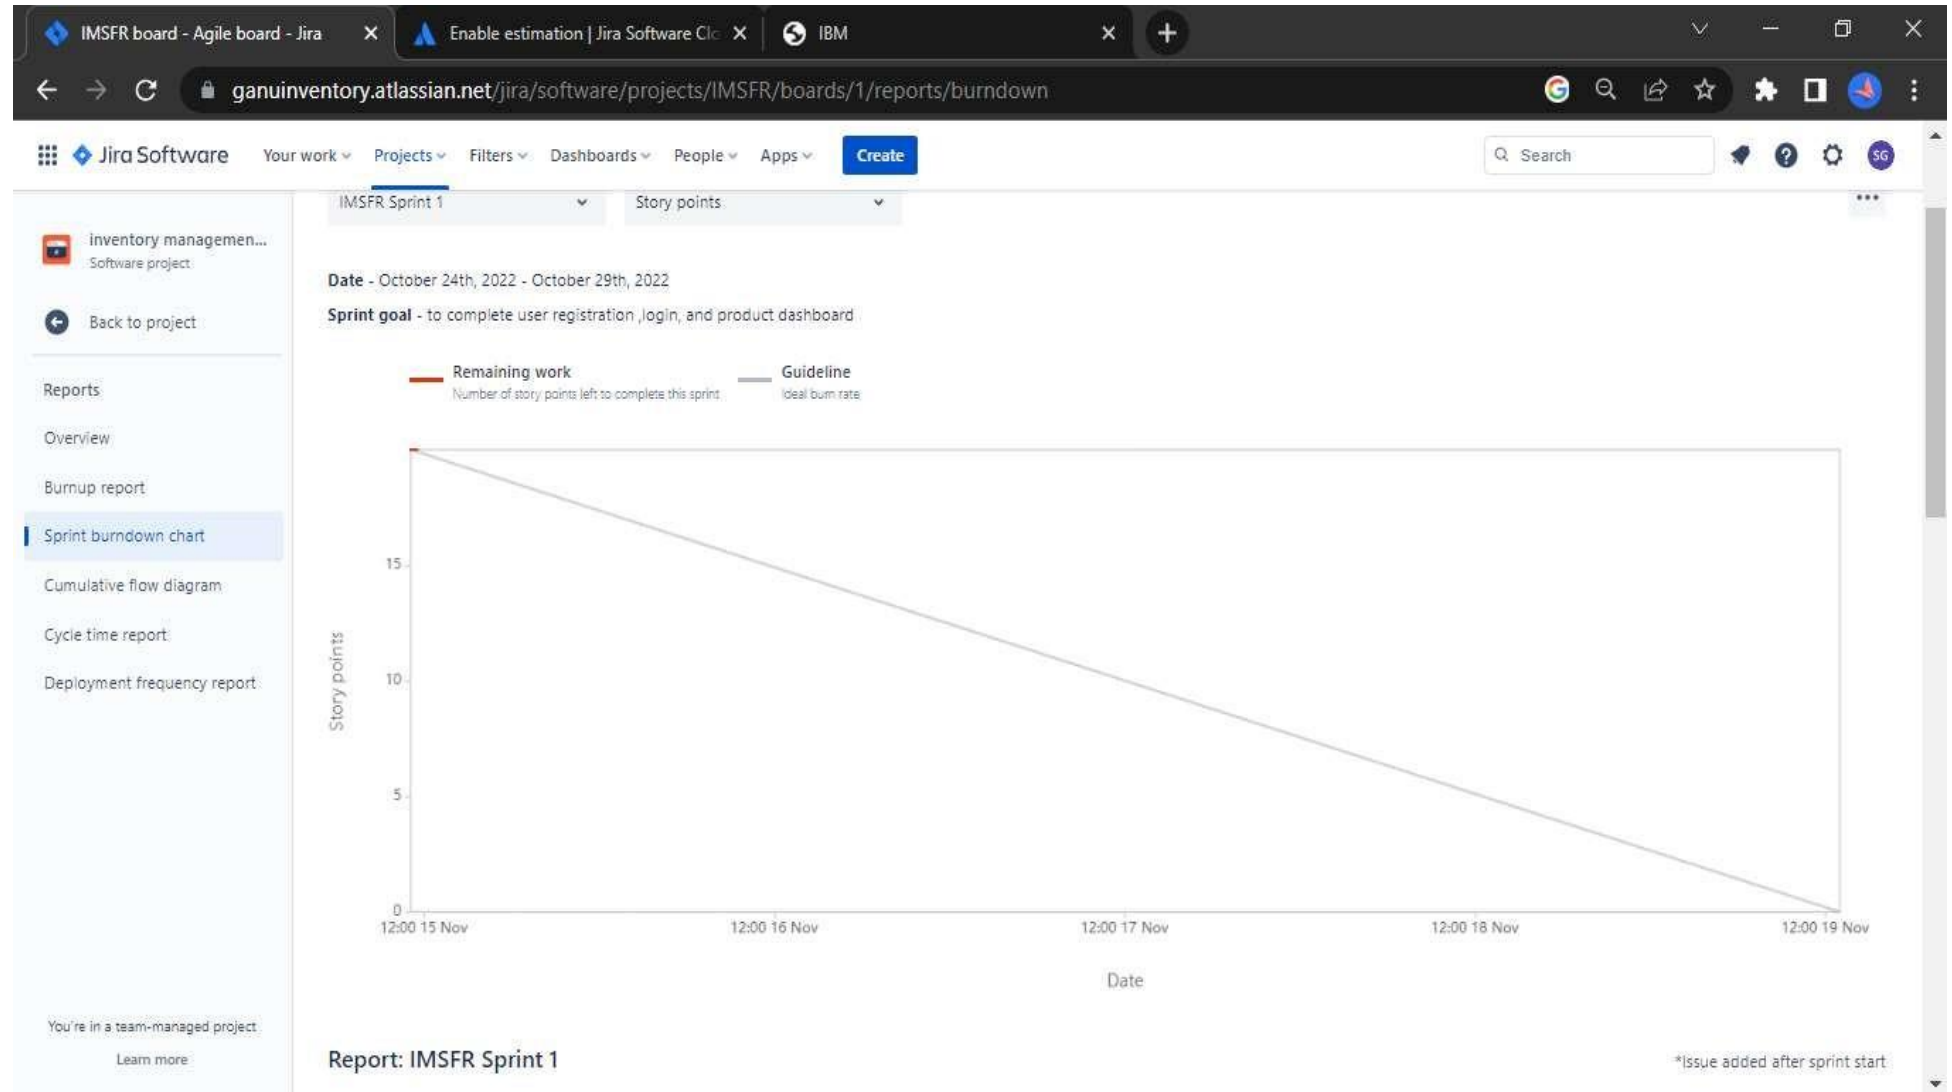 IMSFR board - Agile board - Jira
Enable estimation | Jira Software Clo
IBM
ganuinventory.atlassian.net/jira/software/projects/IMSFR/boards/1/reports/burndown
Jira Software
Your work
Projects
Filters
Dashboards
People
Apps
Create
Search
SG
IMSFR Sprint 1
Story points
inventory managemen...
Software project
Back to project
Reports
Overview
Burnup report
Sprint burndown chart
Cumulative flow diagram
Cycle time report
Deployment frequency report
You're in a team-managed project
Learn more
Date - October 24th, 2022 - October 29th, 2022
Sprint goal - to complete user registration ,login, and product dashboard
Remaining work
Number of story points left to complete this sprint
Guideline
Ideal burn rate
15
10
5
0
Story points
12:00 15 Nov
12:00 16 Nov
12:00 17 Nov
12:00 18 Nov
12:00 19 Nov
Date
Report: IMSFR Sprint 1
*Issue added after sprint start